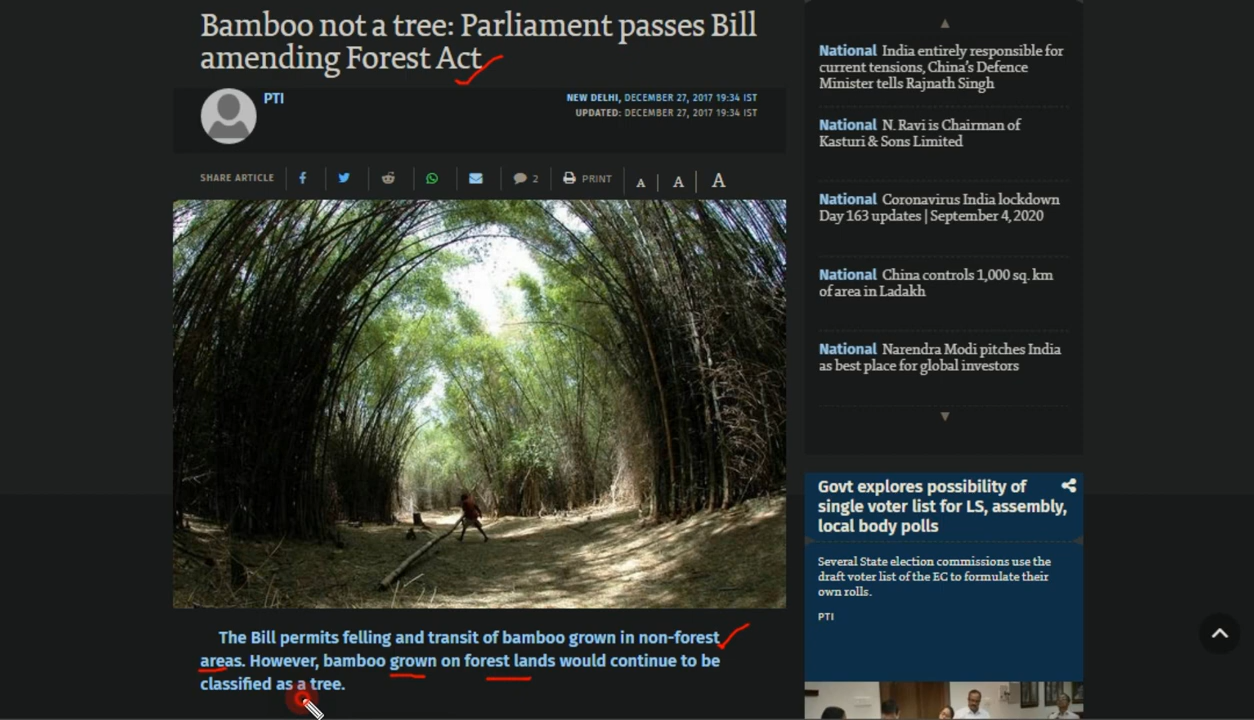 Bamboo not a tree: Parliament passes Bill
amending Forest Act
PTI
NEW DELHI, DECEMBER 27, 2017 19:34 IST
UPDATED: DECEMBER 27, 2017 19:34 IST
SHARE ARTICLE
2
PRINT
A A A
The Bill permits felling and transit of bamboo grown in non-forest
areas. However, bamboo grown on forest lands would continue to be
classified as a tree.
National India entirely responsible for
current tensions, China's Defence
Minister tells Rajnath Singh
National N. Ravi is Chairman of
Kasturi & Sons Limited
National Coronavirus India lockdown
Day 163 updates | September 4, 2020
National China controls 1,000 sq. km
of area in Ladakh
National Narendra Modi pitches India
as best place for global investors
Govt explores possibility of
single voter list for LS, assembly,
local body polls
Several State election commissions use the
draft voter list of the EC to formulate their
own rolls.
PTI